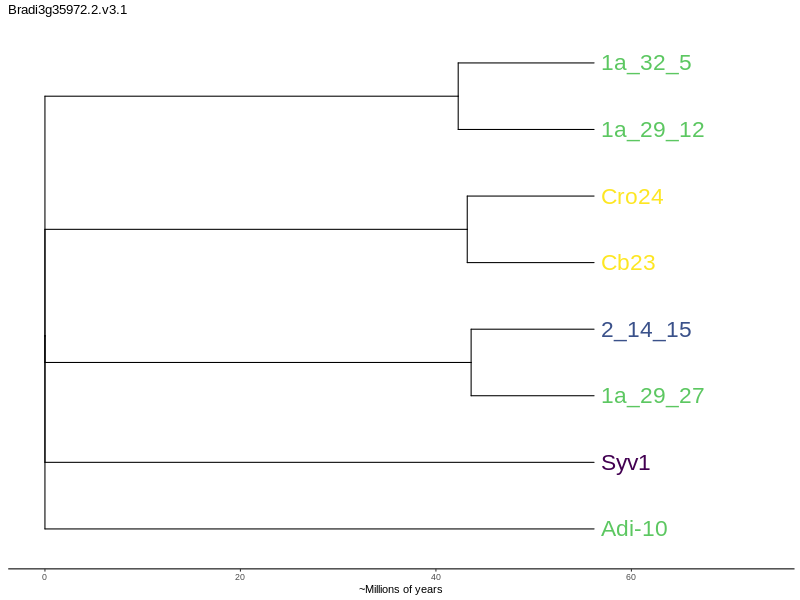 Bradi3g35972.2.v3.1
1a_32_5
1a_29_12
Cro24
Cb23
2_14_15
1a_29_27
Syv1
Adi-10
0 20 40 60
~Millions of years